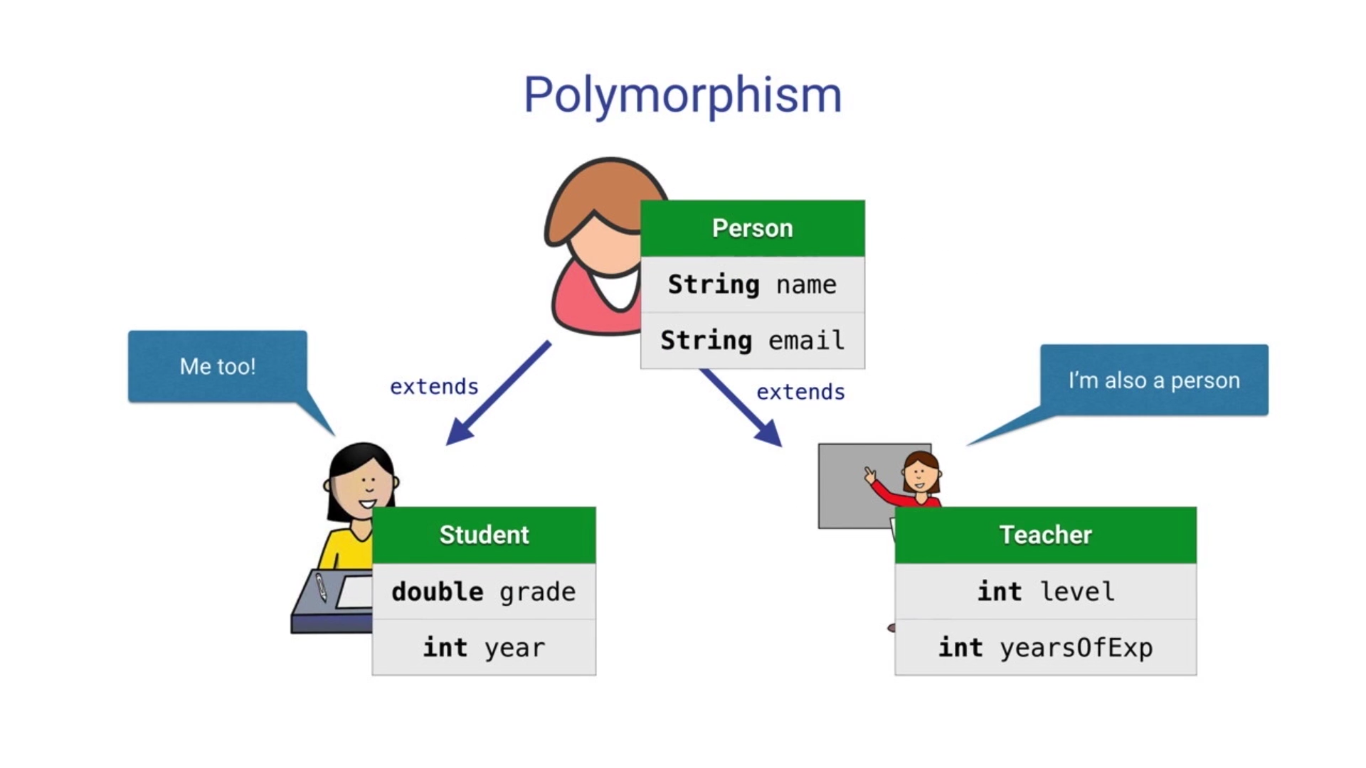 Polymorphism
Person
String name
String email
Me too!
extends
extends
I'm also a person
Student
double grade
int year
Teacher
int level
int yearsOfExp